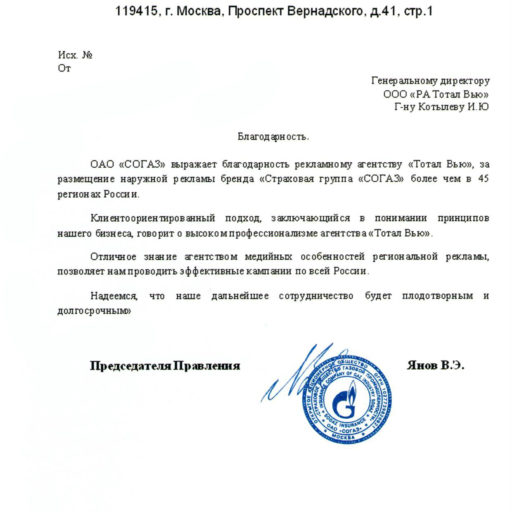 119415, г. Москва, Проспект Вернадского, д.41, стр.1
Исх. №
От
Генеральному директору
ООО «РА Тотал Вью»
Г-ну Котылеву И.Ю
Благодарность.
ОАО «СОГАЗ» выражает благодарность рекламному агентству «Тотал Вью», за
размещение наружной рекламы бренда «Страховая группа «СОГАЗ» более чем в 45
регионах России.
Клиентоориентированный подход, заключающийся в понимании принципов
нашего бизнеса, говорит о высоком профессионализме агентства «Тотал Вью».
Отличное знание агентством медийных особенностей региональной рекламы,
позволяет нам проводить эффективные кампании по всей России.
Надеемся, что наше дальнейшее сотрудничество будет плодотворным и
долгосрочным»
Председателя Правления
Янов В.Э.
SOGAZ INSURANCE
ОАО «СОГАЗ»
МОСКВА